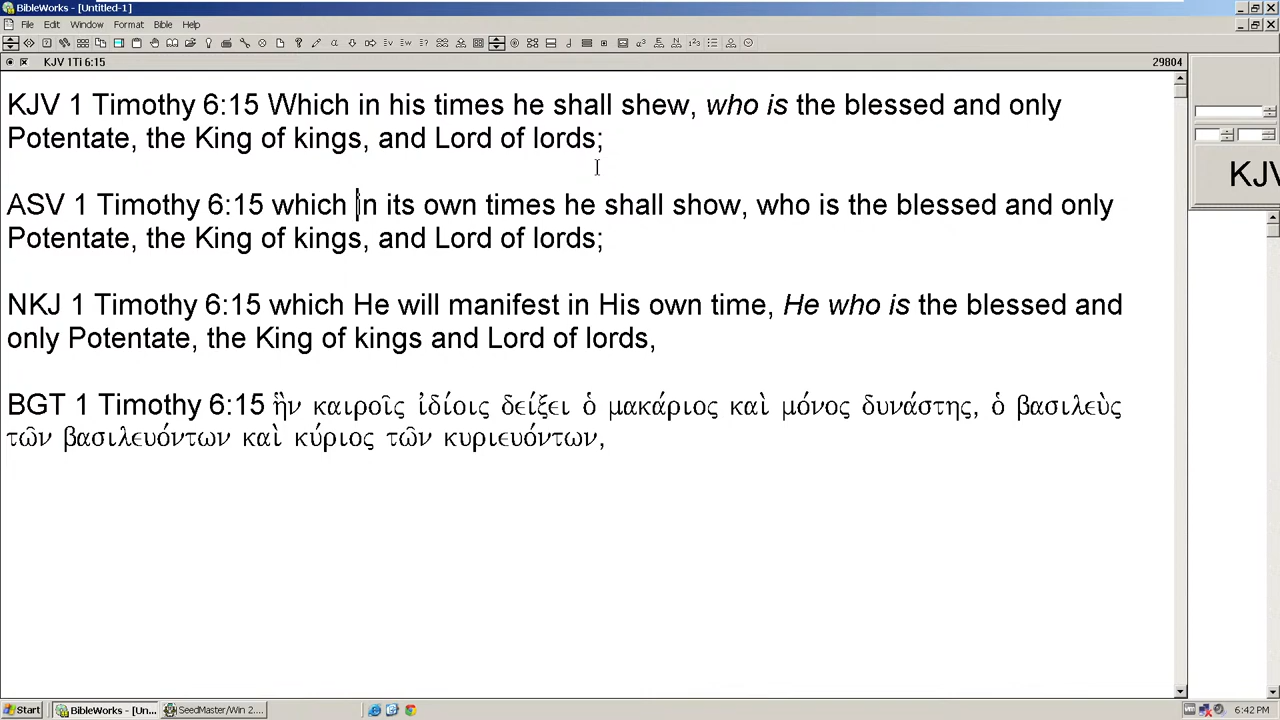 BibleWorks - [Untitled-1]
File Edit Window Format Bible Help
KJV 1Ti 6:15 29804
KJV 1 Timothy 6:15 Which in his times he shall shew, who is the blessed and only
Potentate, the King of kings, and Lord of lords;
ASV 1 Timothy 6:15 which in its own times he shall show, who is the blessed and only
Potentate, the King of kings, and Lord of lords;
NKJ 1 Timothy 6:15 which He will manifest in His own time, He who is the blessed and
only Potentate, the King of kings and Lord of lords,
BGT 1 Timothy 6:15 ἣν καιροῖς ἰδίοις δείξει ὁ μακάριος καὶ μόνος δυνάστης, ὁ βασιλεὺς
τῶν βασιλευόντων καὶ κύριος τῶν κυριευόντων,
KJV
Start BibleWorks - [Un... SeedMaster/Win 2.... 6:42 PM